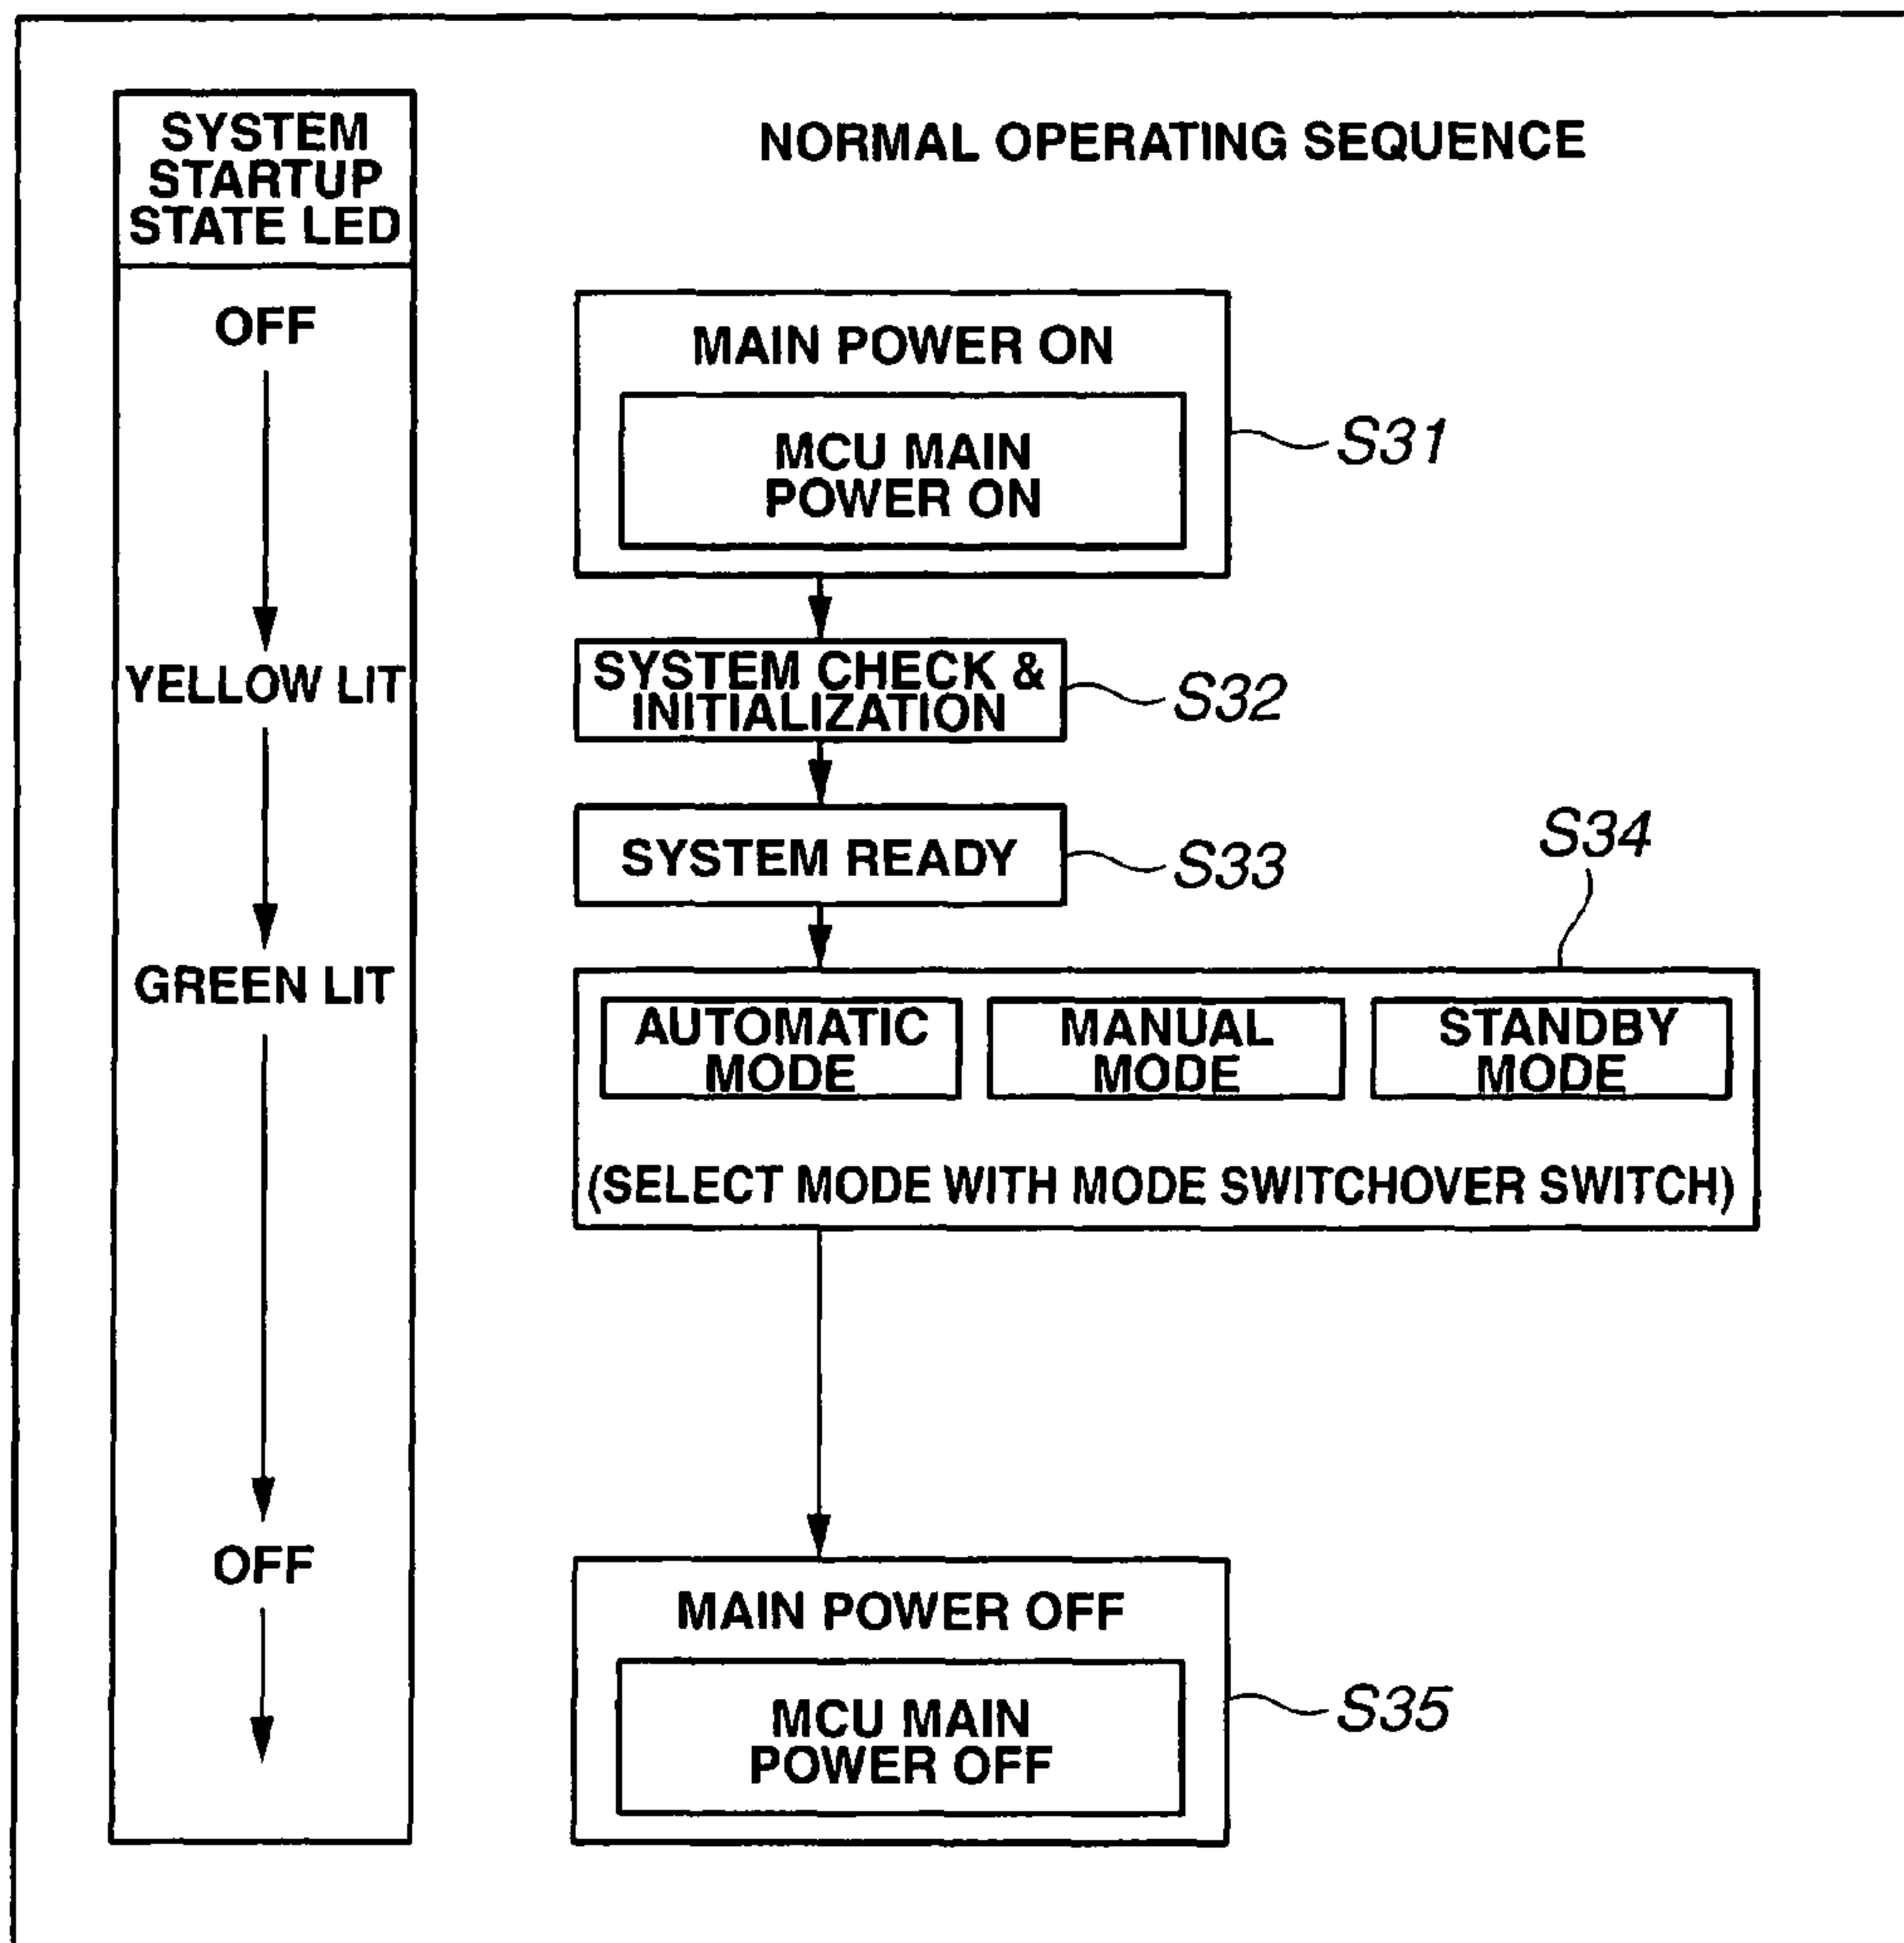 SYSTEM
STARTUP
STATE LED
OFF
YELLOW LIT
GREEN LIT
OFF
NORMAL OPERATING SEQUENCE
MAIN POWER ON
MCU MAIN
POWER ON
S31
SYSTEM CHECK &
INITIALIZATION
S32
SYSTEM READY
S33
S34
AUTOMATIC
MODE
MANUAL
MODE
STANDBY
MODE
(SELECT MODE WITH MODE SWITCHOVER SWITCH)
MAIN POWER OFF
MCU MAIN
POWER OFF
S35